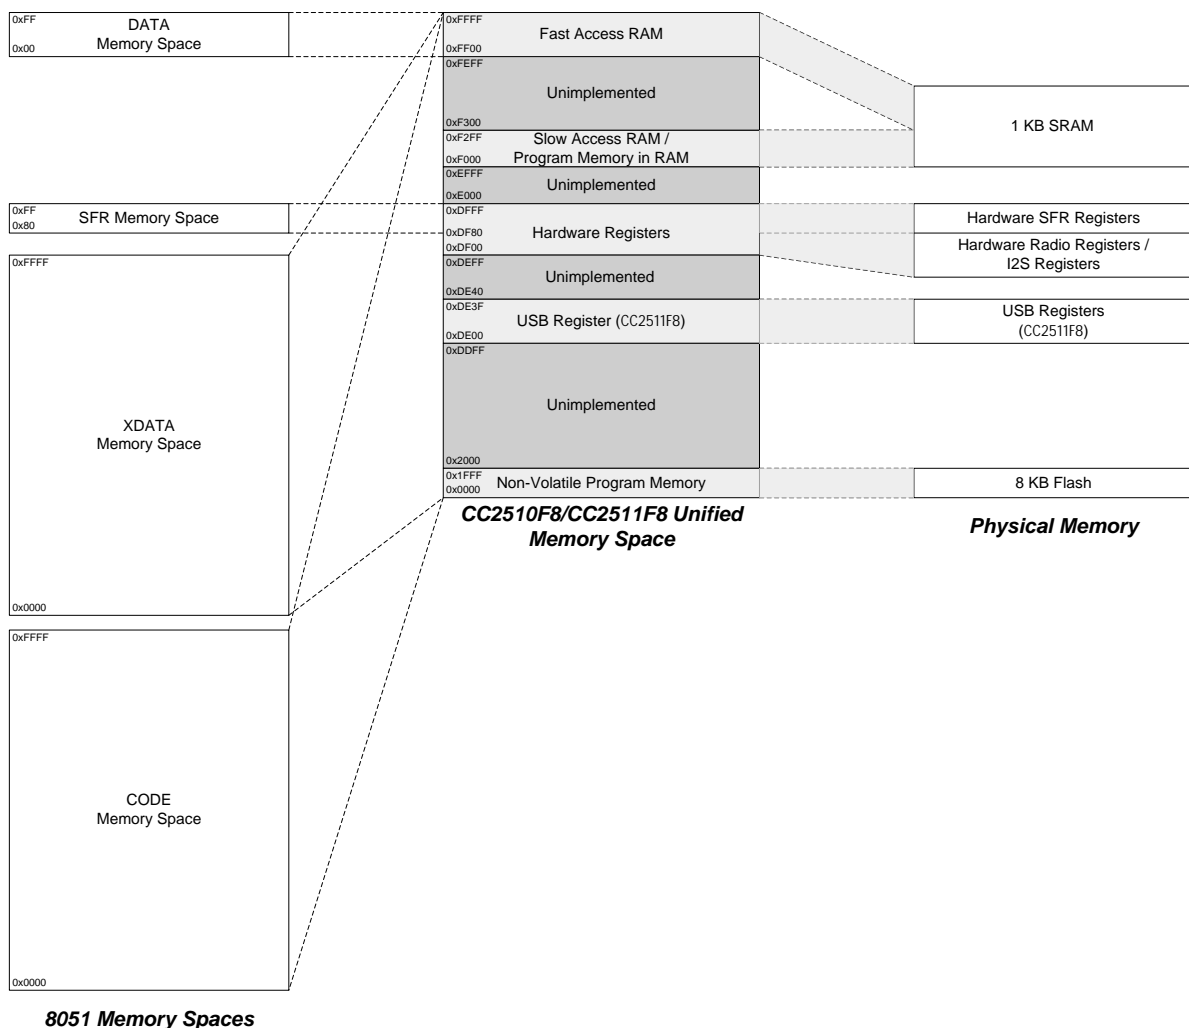 0xFF
DATA
Memory Space
0x00
0xFF
SFR Memory Space
0x80
0xFFFF
XDATA
Memory Space
0x0000
0xFFFF
CODE
Memory Space
0x0000
8051 Memory Spaces
0xFFFF
Fast Access RAM
0xFF00
0xFEFF
Unimplemented
0xF300
0xF2FF
Slow Access RAM /
Program Memory in RAM
0xF000
0xEFFF
Unimplemented
0xE000
0xDFFF
0xDF80
Hardware Registers
0xDF00
0xDEFF
Unimplemented
0xDE40
0xDE3F
USB Register (CC2511F8)
0xDE00
0xDDFF
Unimplemented
0x2000
0x1FFF
Non-Volatile Program Memory
0x0000
CC2510F8/CC2511F8 Unified
Memory Space
1 KB SRAM
Hardware SFR Registers
Hardware Radio Registers /
I2S Registers
USB Registers
(CC2511F8)
8 KB Flash
Physical Memory